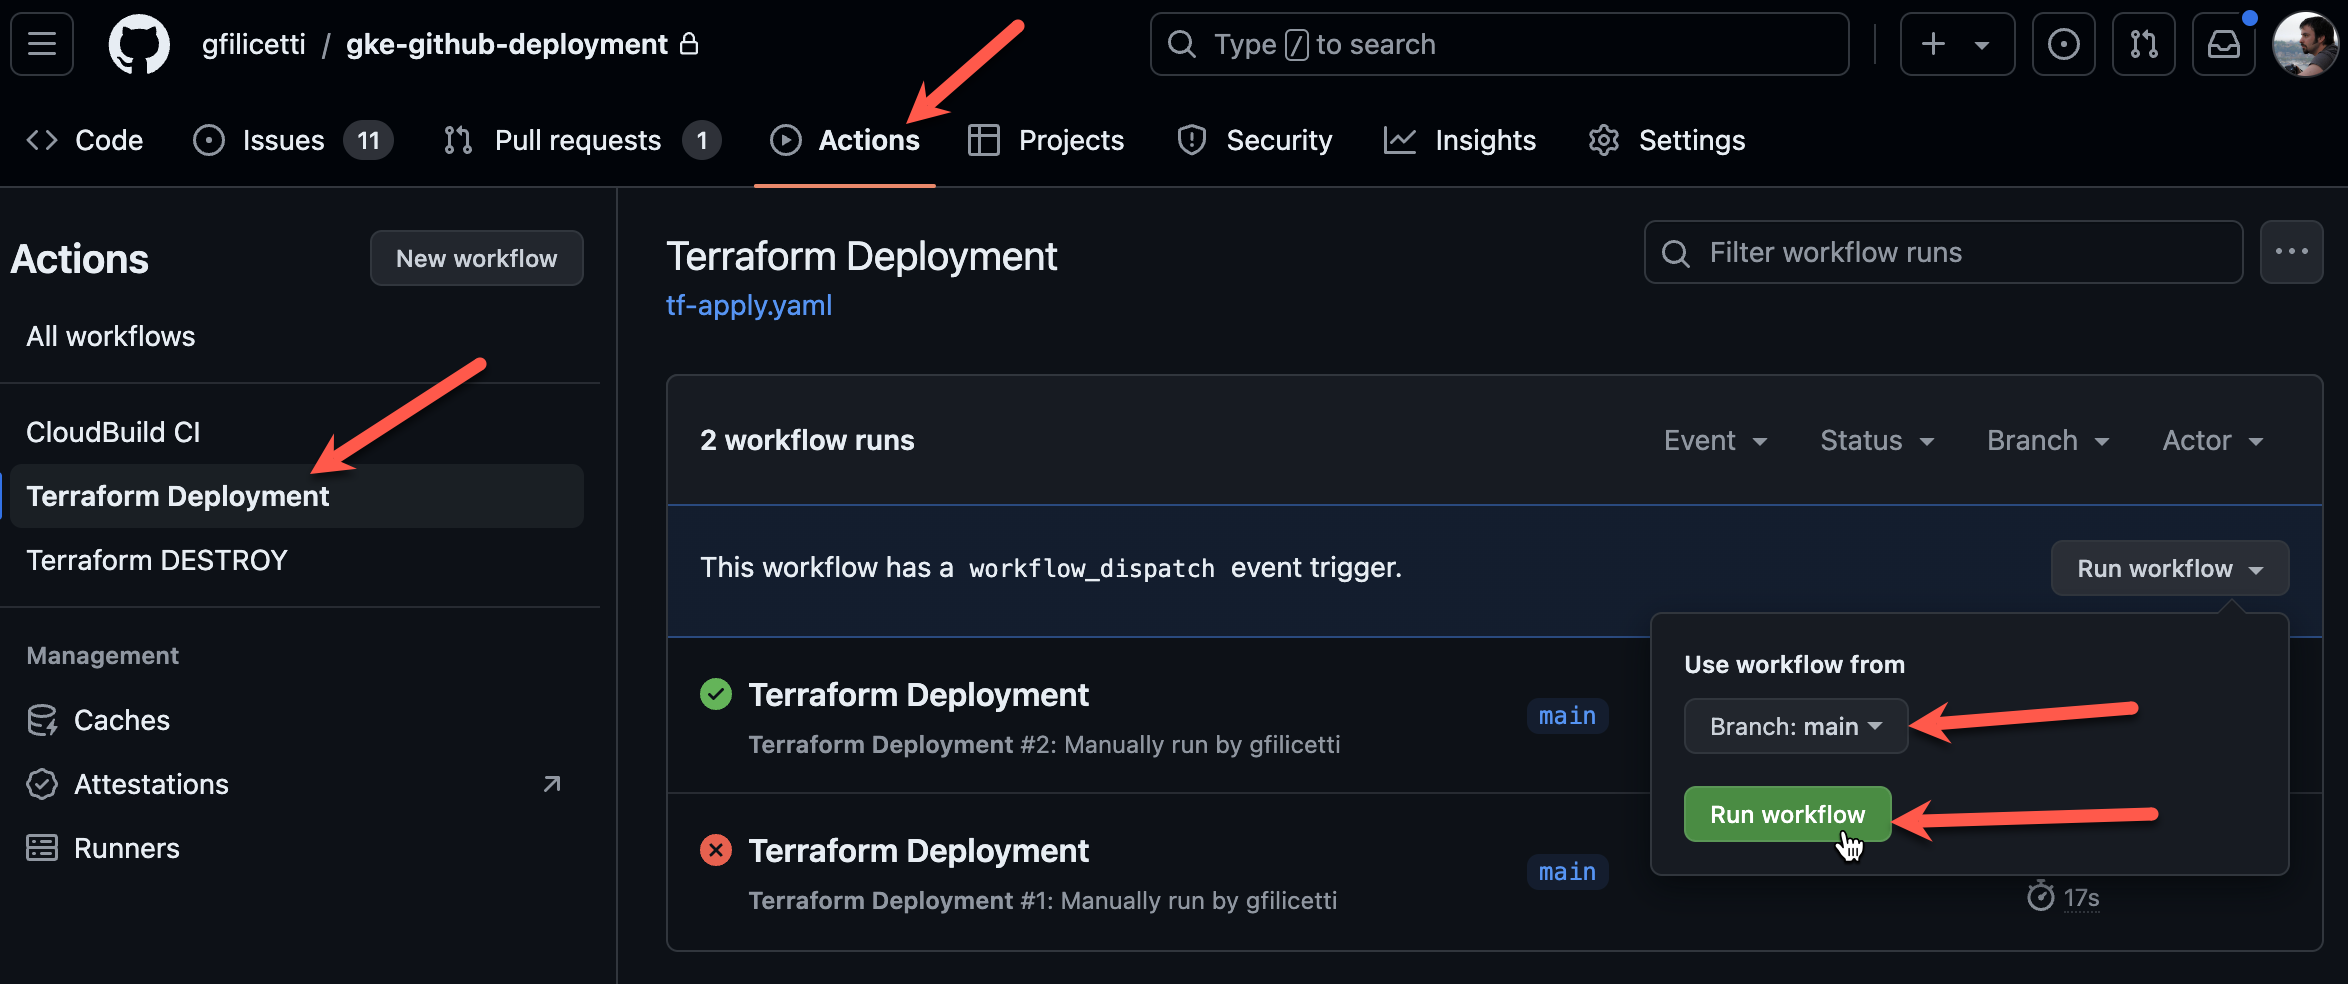 gfilicetti / gke-github-deployment
Type / to search
Code
Issues 11
Pull requests 1
Actions
Projects
Security
Insights
Settings
Actions
New workflow
All workflows
CloudBuild CI
Terraform Deployment
Terraform DESTROY
Management
Caches
Attestations
Runners
Terraform Deployment
tf-apply.yaml
Filter workflow runs
2 workflow runs
Event
Status
Branch
Actor
This workflow has a workflow_dispatch event trigger.
Run workflow
Use workflow from
Branch: main
Run workflow
Terraform Deployment
Terraform Deployment #2: Manually run by gfilicetti
main
Terraform Deployment
Terraform Deployment #1: Manually run by gfilicetti
main
17s